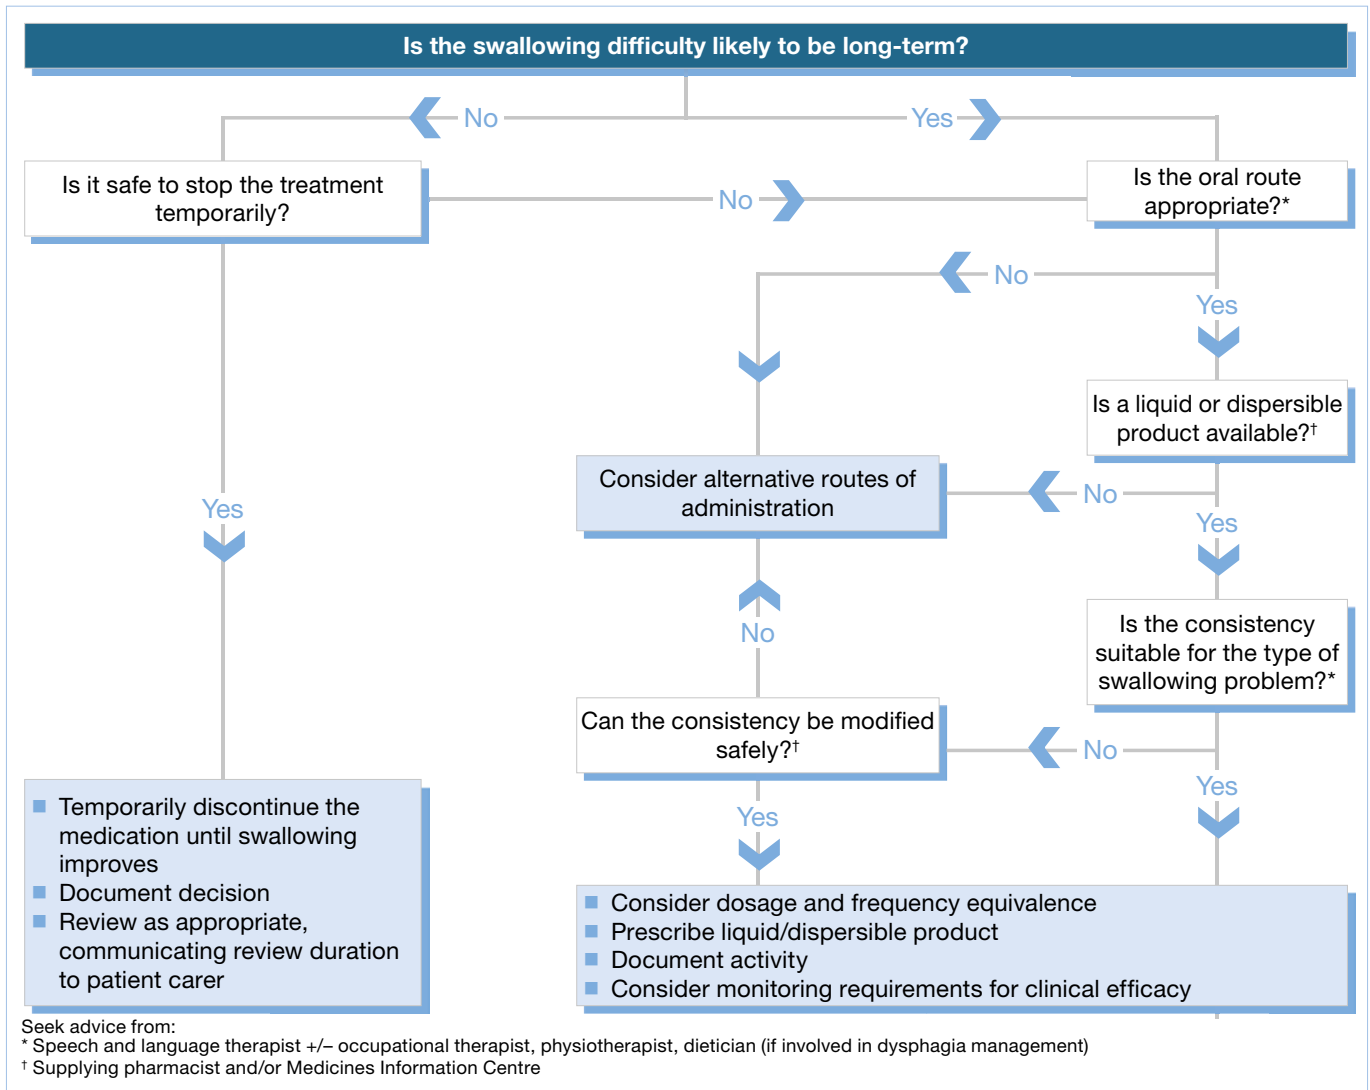 Is the swallowing difficulty likely to be long-term?
No
Yes
Is it safe to stop the treatment
temporarily?
No
Is the oral route
appropriate?*
No
Yes
Is a liquid or dispersible
product available?†
Consider alternative routes of
administration
No
Yes
Yes
Is the consistency
suitable for the type of
swallowing problem?*
No
Can the consistency be modified
safely?†
No
Yes
Yes
■ Temporarily discontinue the
medication until swallowing
improves
■ Document decision
■ Review as appropriate,
communicating review duration
to patient carer
■ Consider dosage and frequency equivalence
■ Prescribe liquid/dispersible product
■ Document activity
■ Consider monitoring requirements for clinical efficacy
Seek advice from:
* Speech and language therapist +/– occupational therapist, physiotherapist, dietician (if involved in dysphagia management)
† Supplying pharmacist and/or Medicines Information Centre